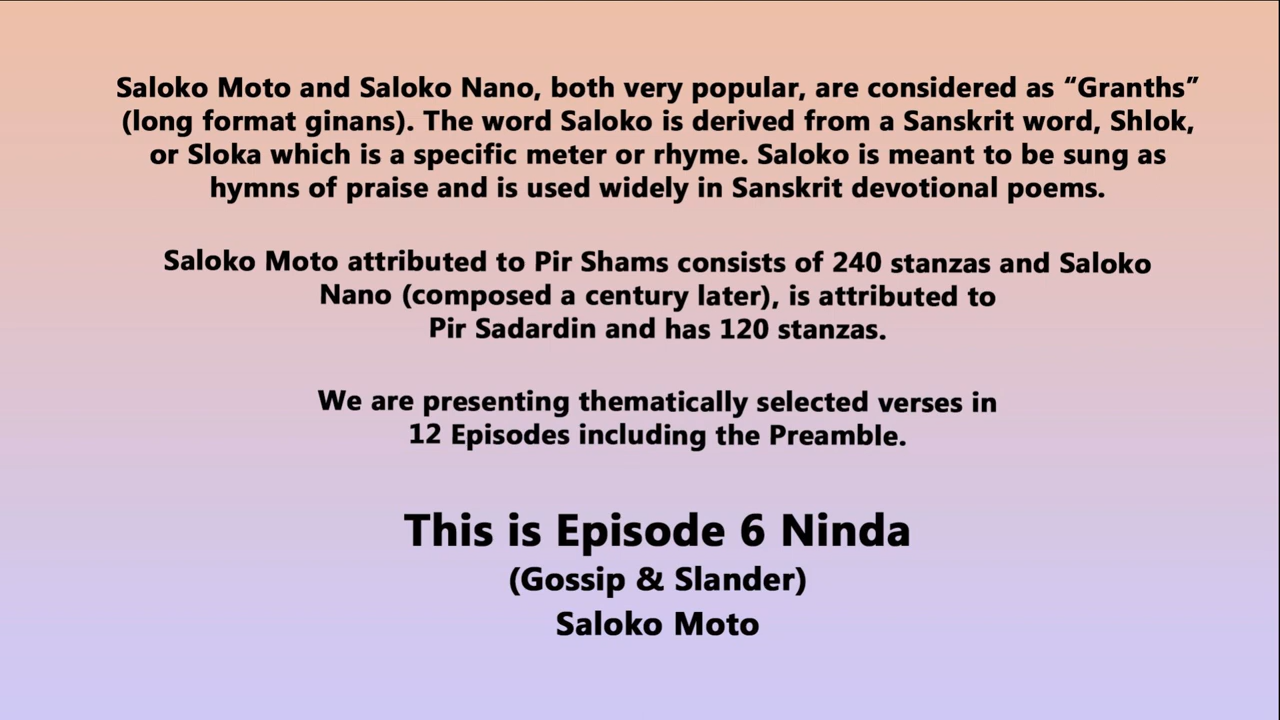 Saloko Moto and Saloko Nano, both very popular, are considered as “Granths”
(long format ginans). The word Saloko is derived from a Sanskrit word, Shlok,
or Sloka which is a specific meter or rhyme. Saloko is meant to be sung as
hymns of praise and is used widely in Sanskrit devotional poems.
Saloko Moto attributed to Pir Shams consists of 240 stanzas and Saloko
Nano (composed a century later), is attributed to
Pir Sadardin and has 120 stanzas.
We are presenting thematically selected verses in
12 Episodes including the Preamble.
This is Episode 6 Ninda
(Gossip & Slander)
Saloko Moto